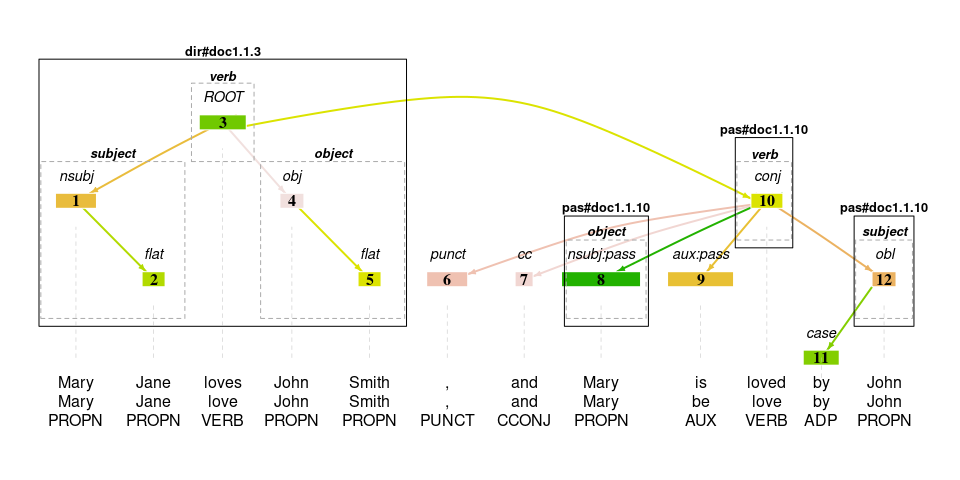 dir#doc1.1.3
verb
ROOT
3
pas#doc1.1.10
subject
object
verb
nsubj
obj
conj
1
4
10
pas#doc1.1.10
pas#doc1.1.10
object
subject
flat
flat
punct
cc
nsubj:pass
aux:pass
obl
2
5
6
7
8
9
12
case
11
Mary Jane loves John Smith , and Mary is loved by John
Mary Jane love John Smith , and Mary be love by John
PROPN PROPN VERB PROPN PROPN PUNCT CCONJ PROPN AUX VERB ADP PROPN